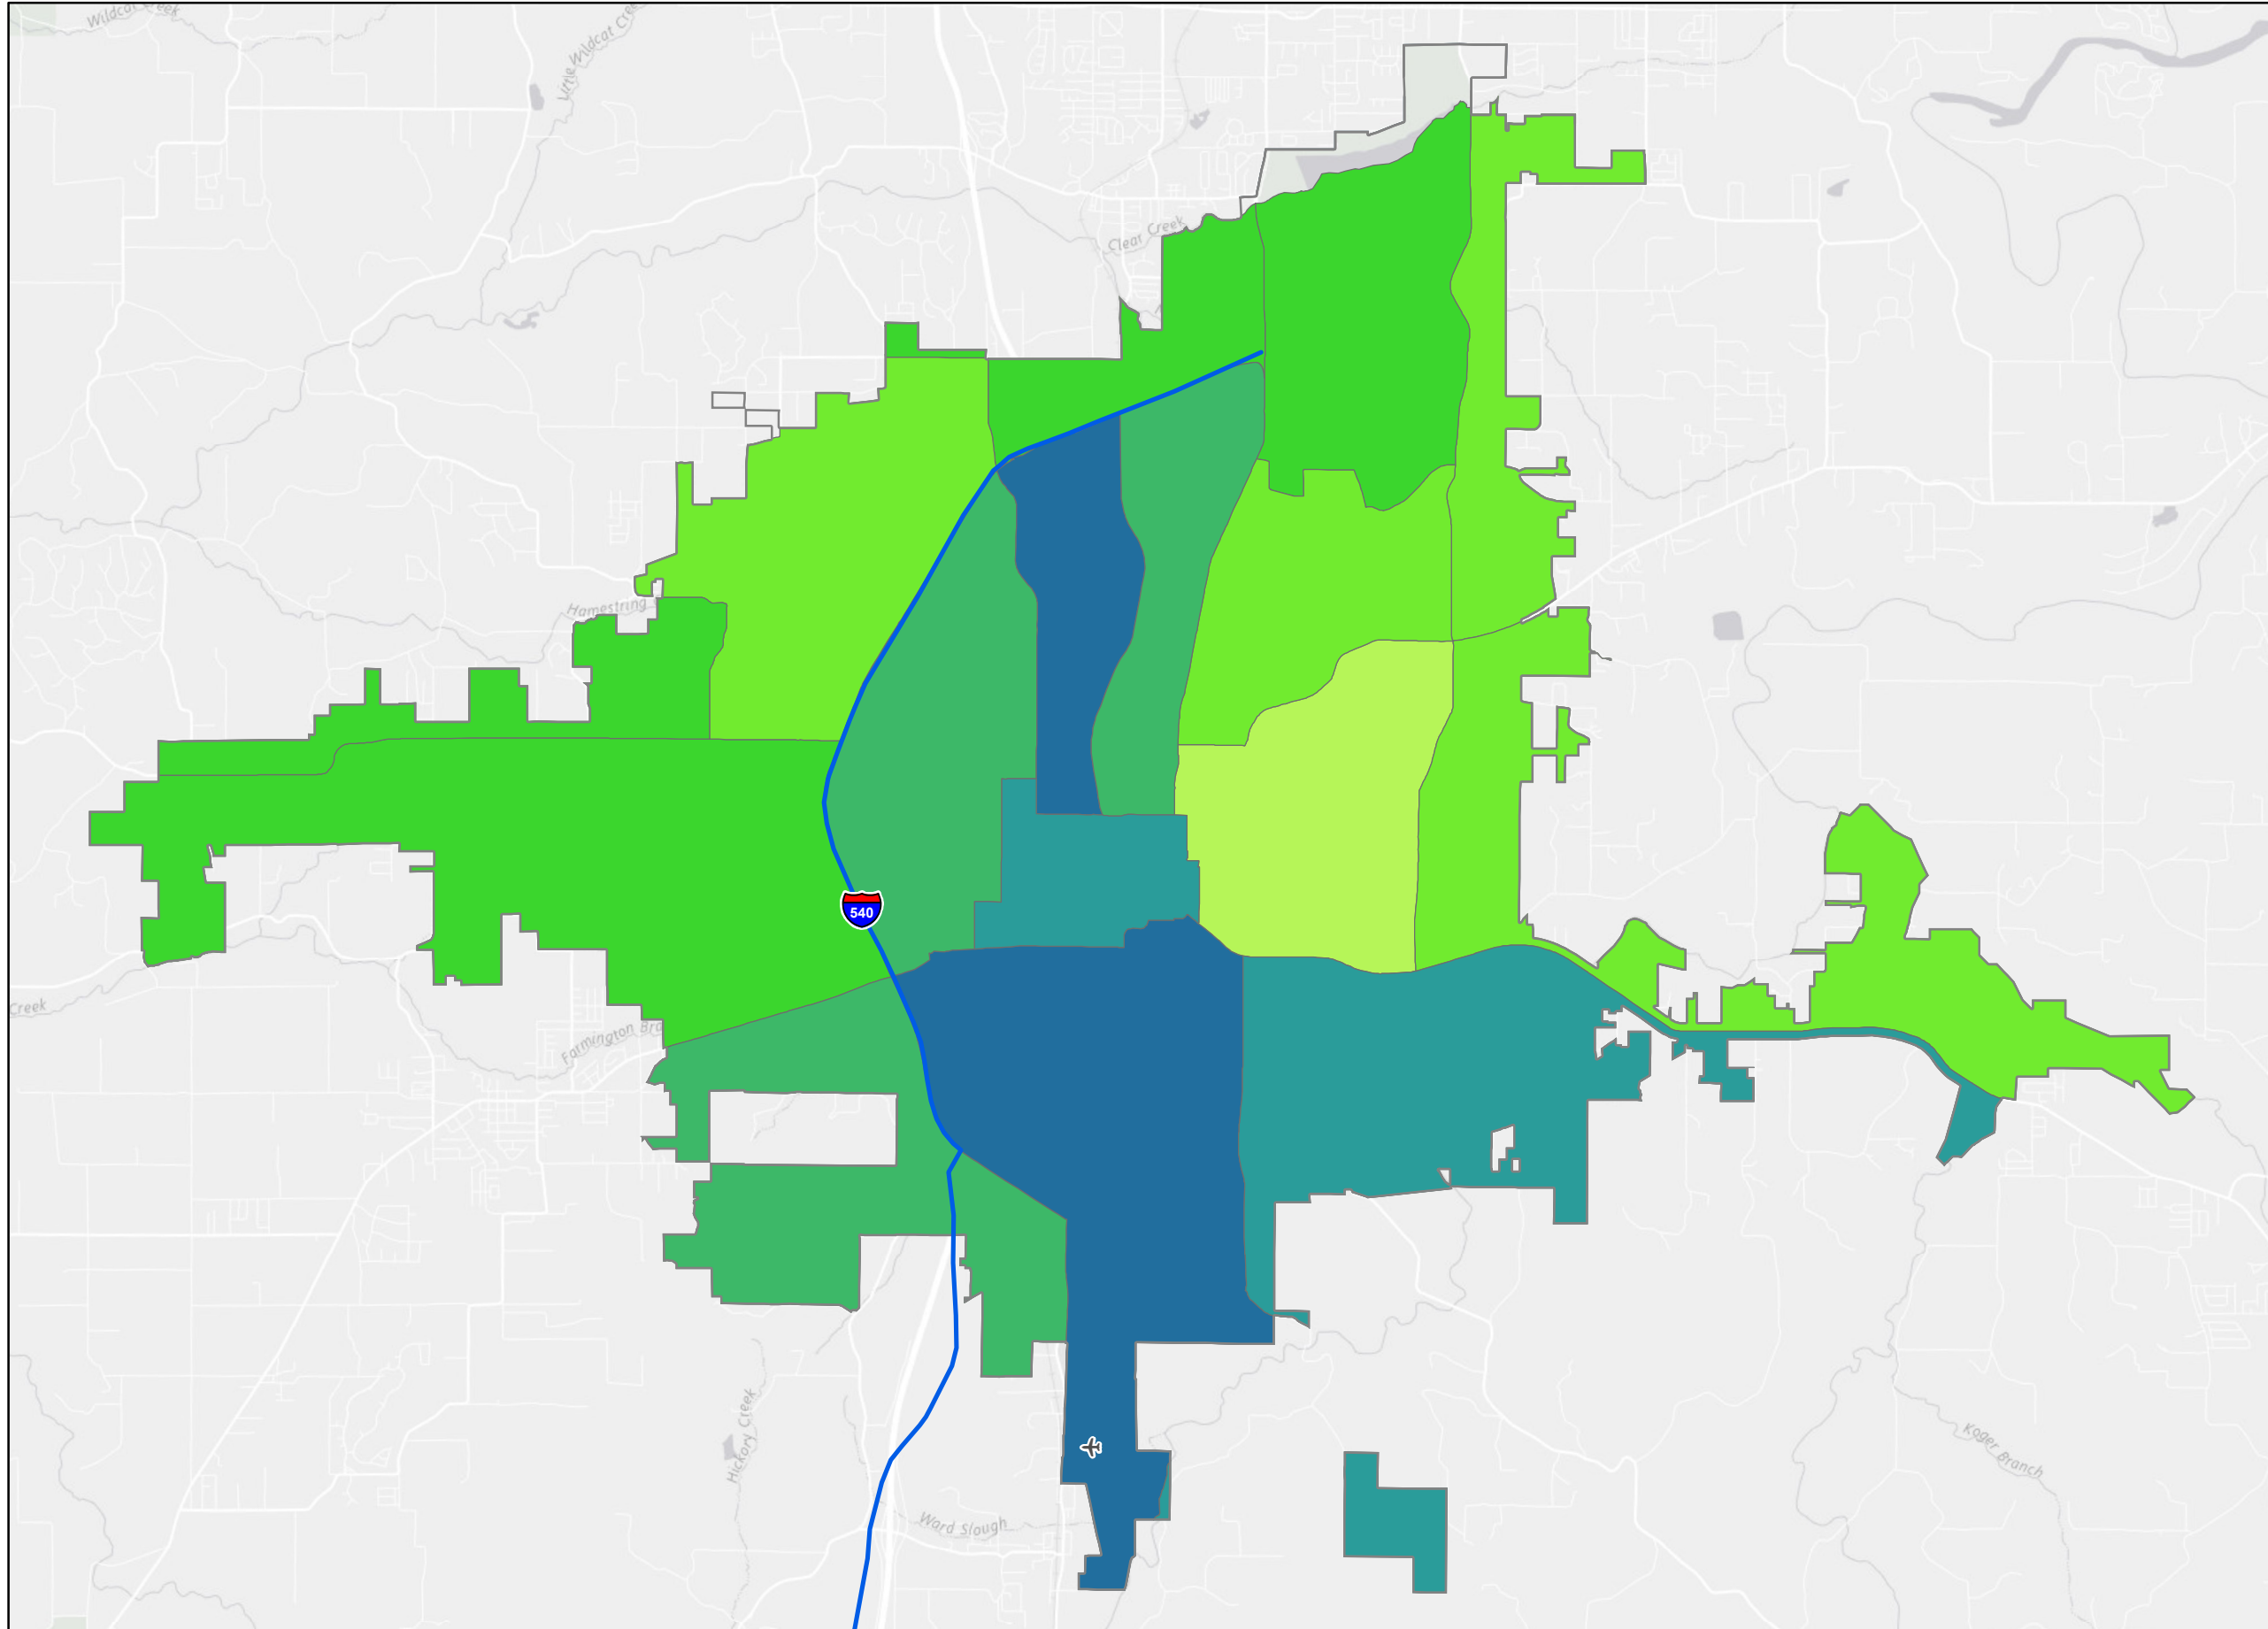 Wildcat Creek
Little Wildcat Creek
Clear Creek
Hamestring
540
Creek
Farmington Bra
Hickory Creek
Ward Slough
Koger Branch